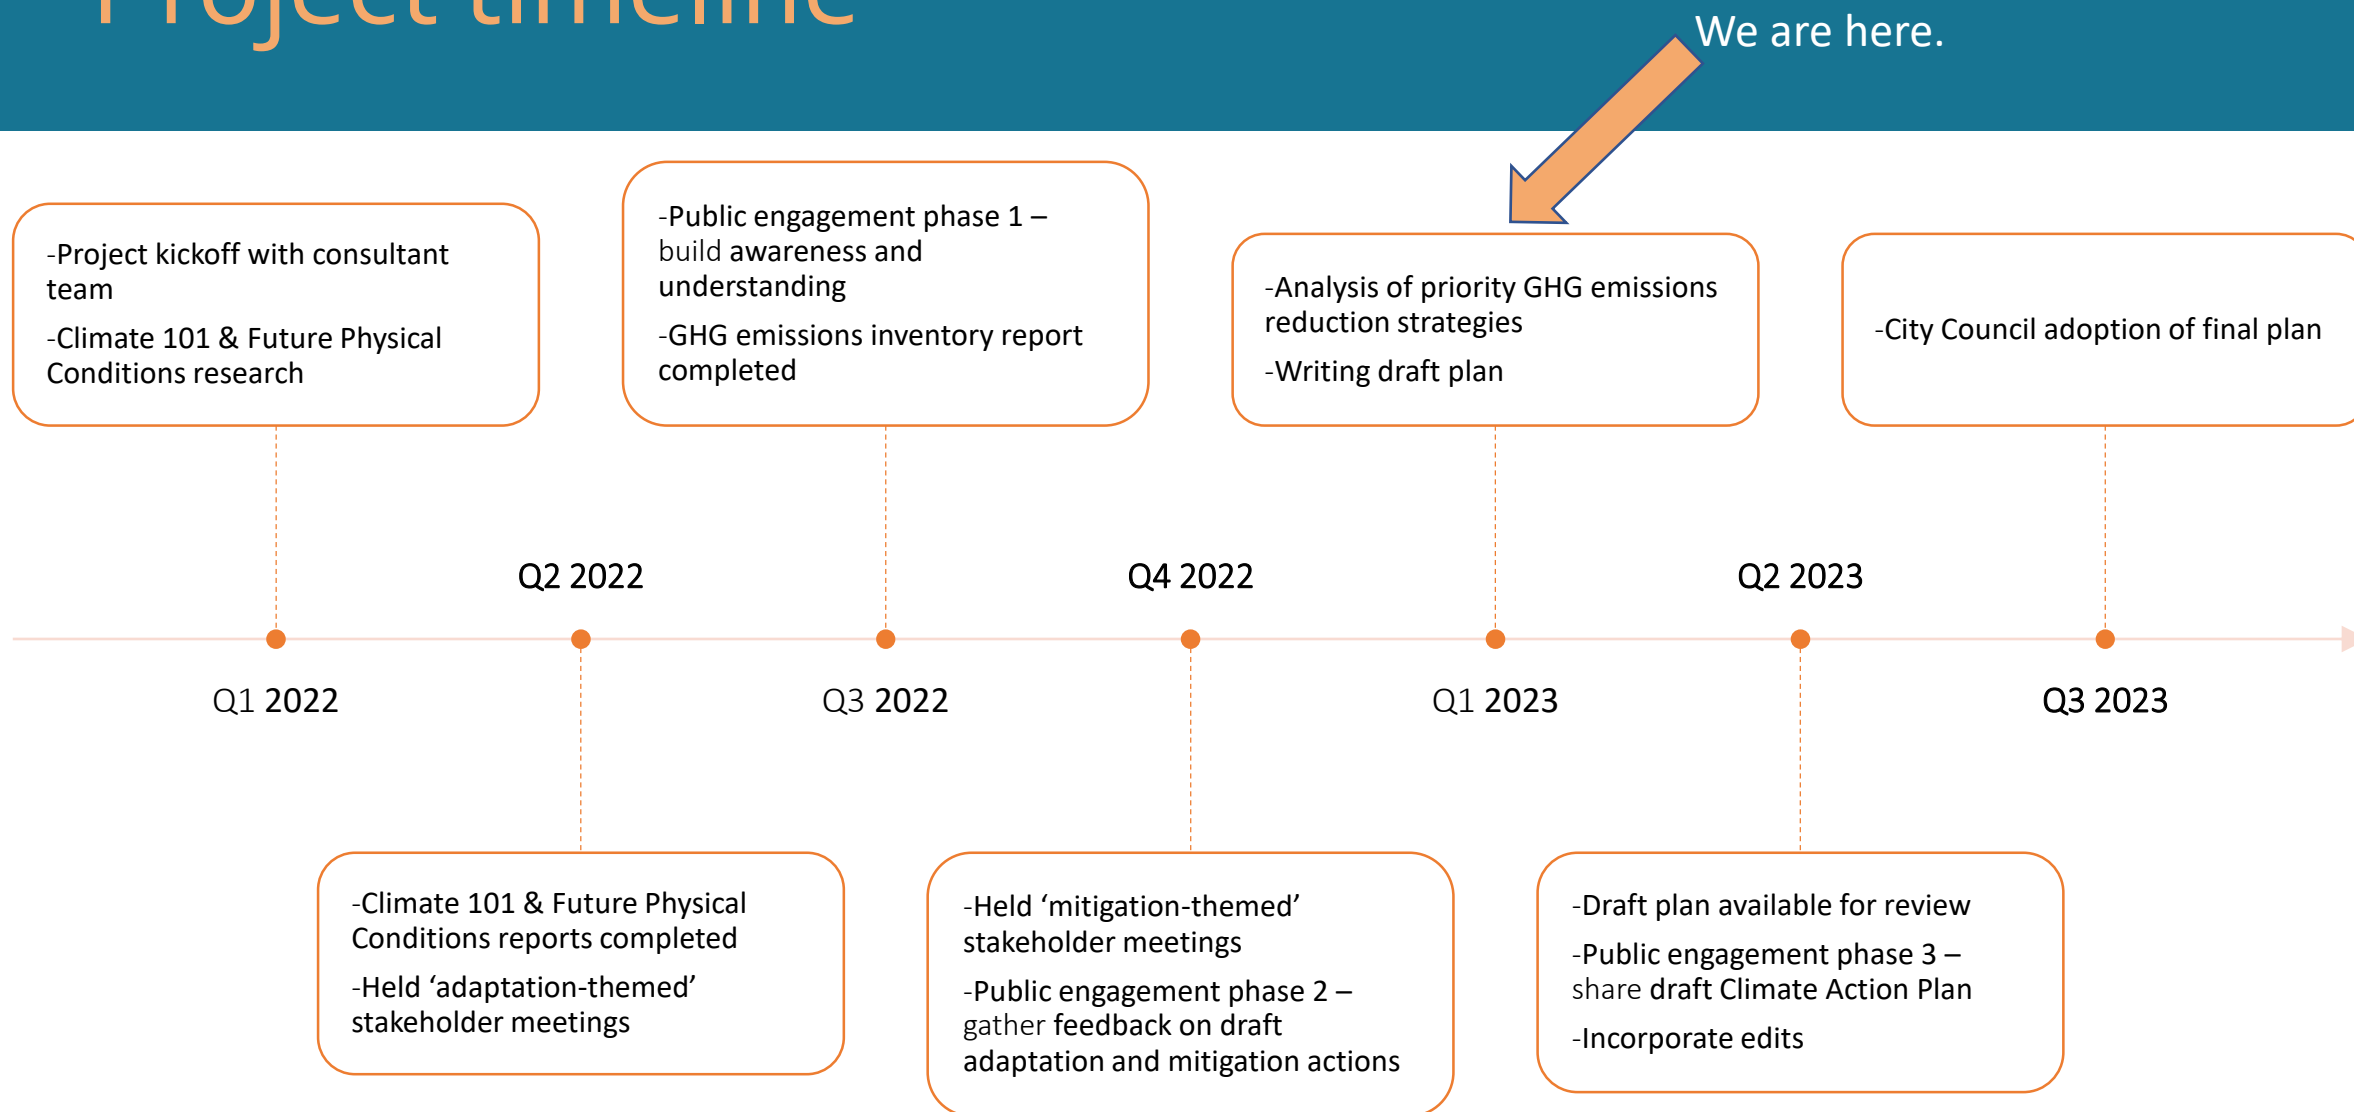 Project timeline
We are here.
-Project kickoff with consultant
team
-Climate 101 & Future Physical
Conditions research
-Public engagement phase 1 –
build awareness and
understanding
-GHG emissions inventory report
completed
-Analysis of priority GHG emissions
reduction strategies
-Writing draft plan
-City Council adoption of final plan
Q2 2022
Q4 2022
Q2 2023
Q1 2022
Q3 2022
Q1 2023
Q3 2023
-Climate 101 & Future Physical
Conditions reports completed
-Held ‘adaptation-themed’
stakeholder meetings
-Held ‘mitigation-themed’
stakeholder meetings
-Public engagement phase 2 –
gather feedback on draft
adaptation and mitigation actions
-Draft plan available for review
-Public engagement phase 3 –
share draft Climate Action Plan
-Incorporate edits